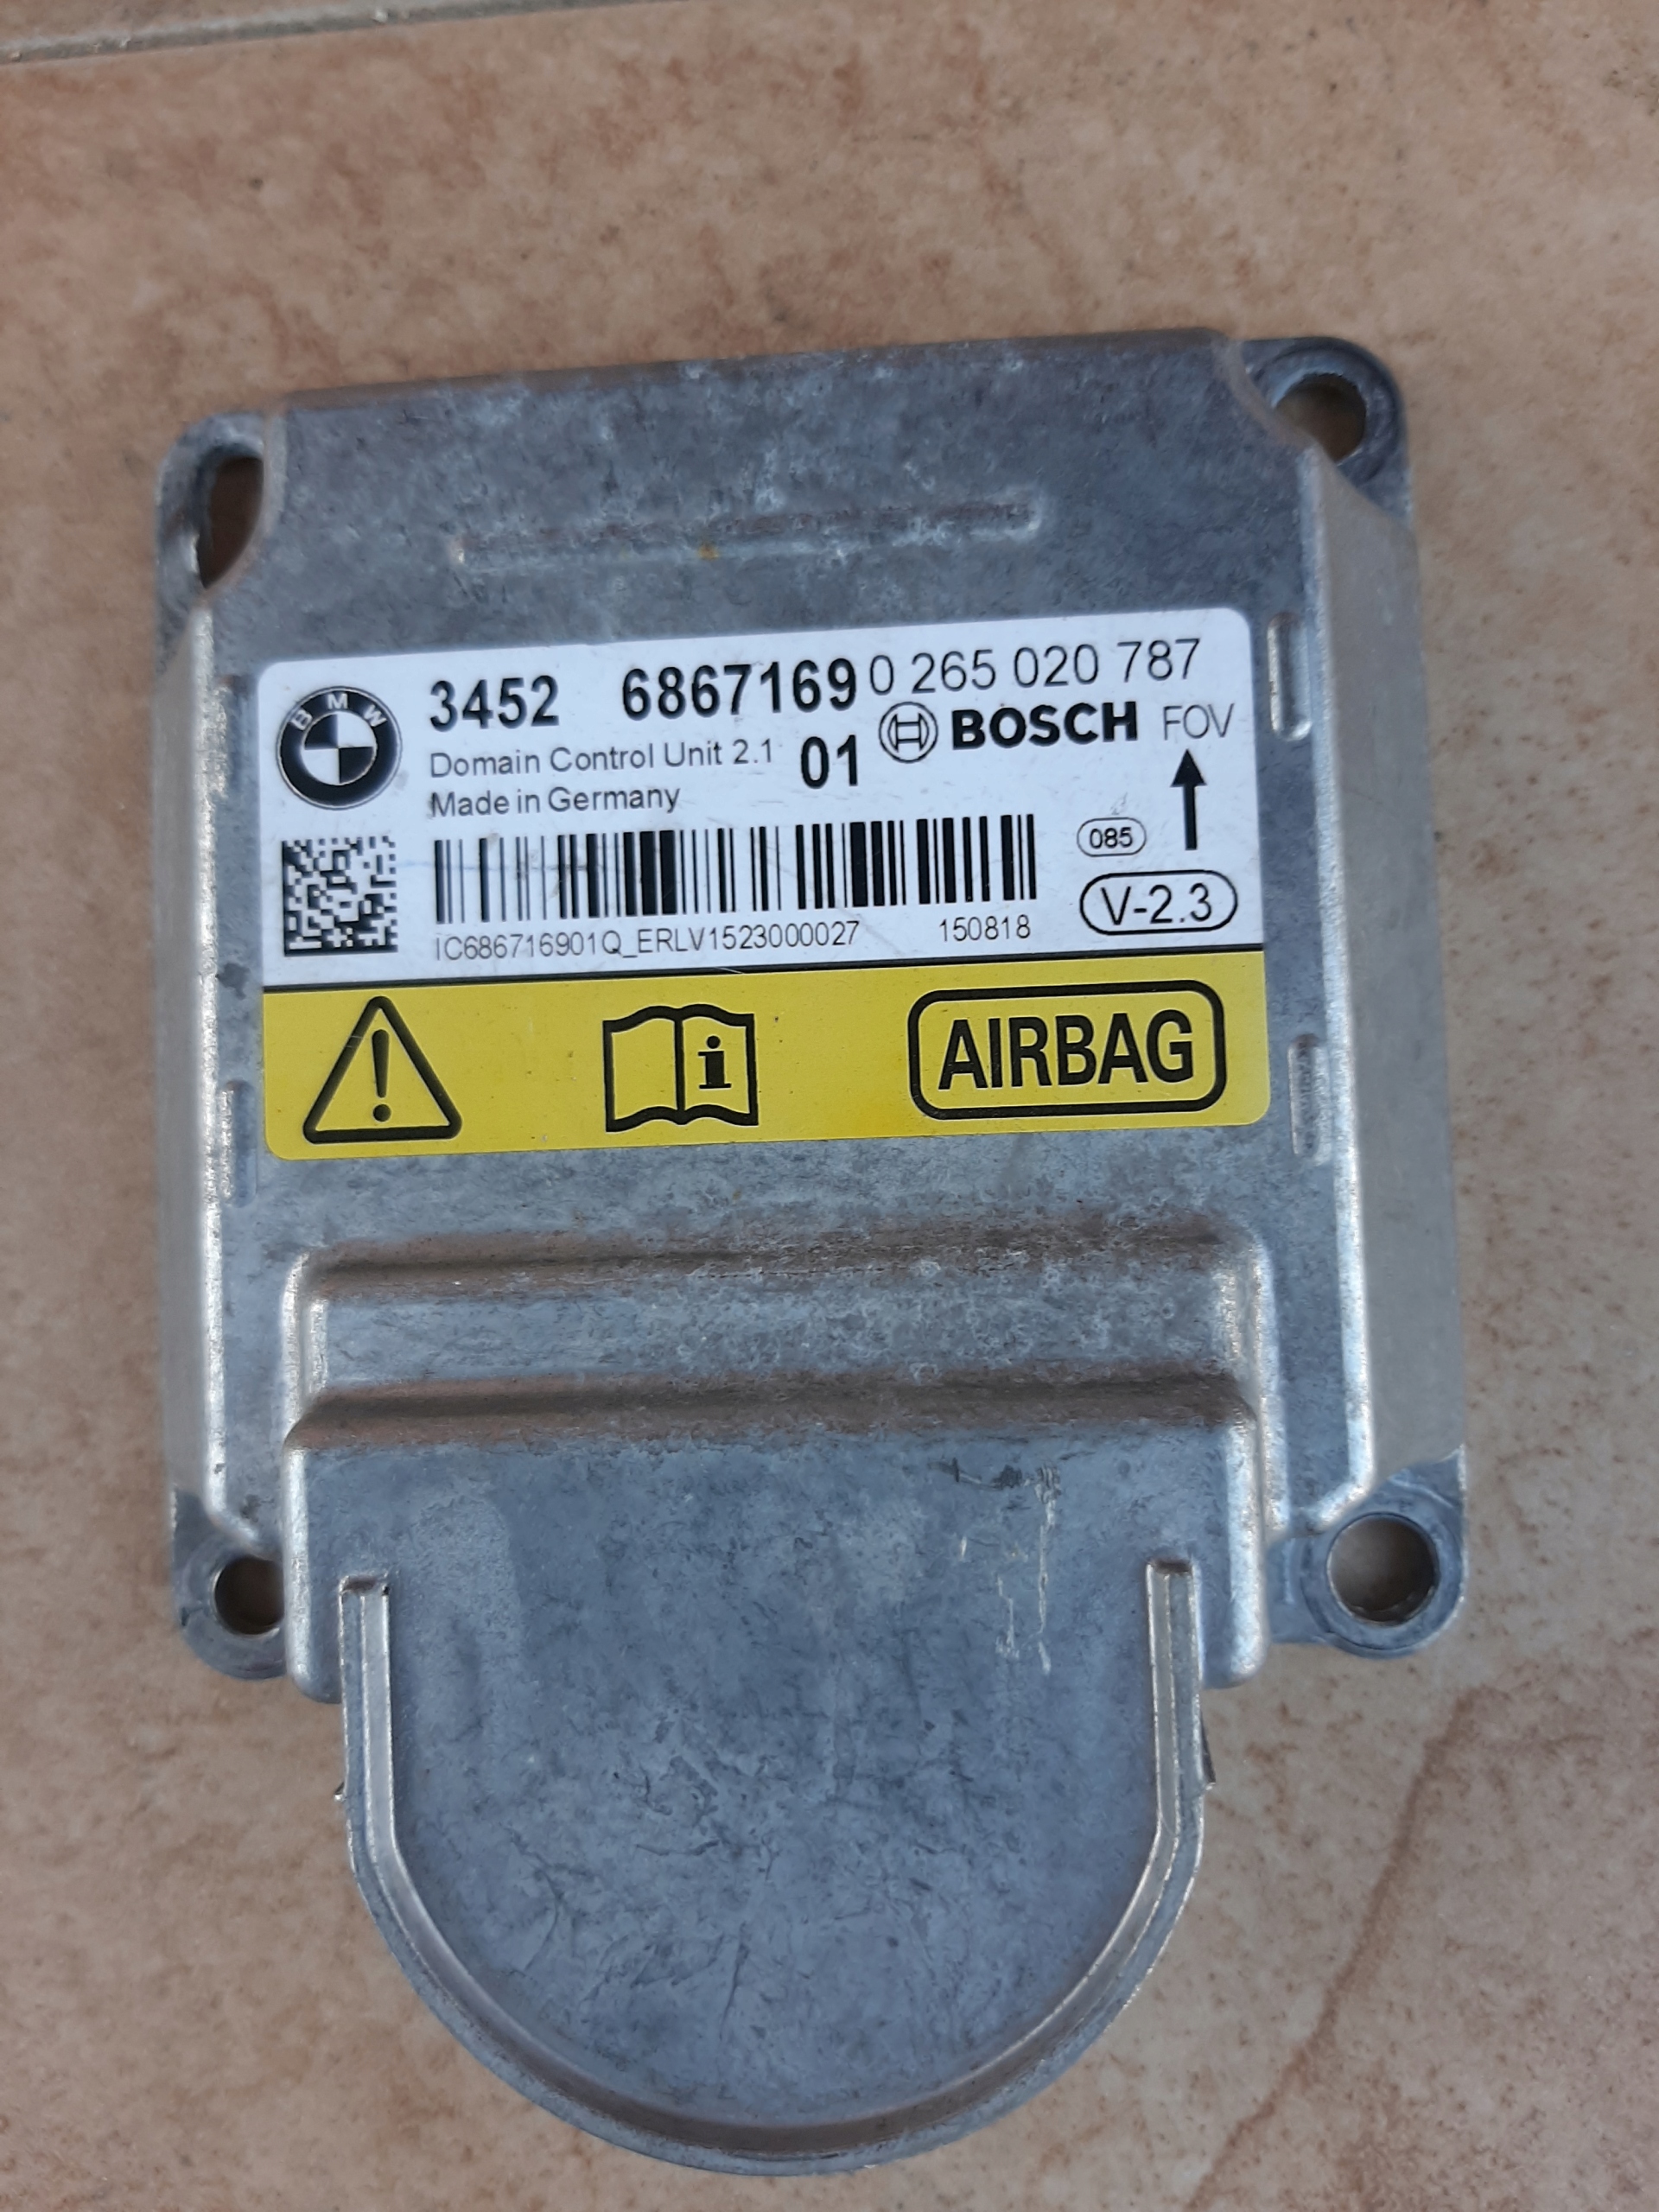 BMW
3452 6867169 01
Domain Control Unit 2.1
Made in Germany
0 265 020 787
BOSCH FOV
085
V-2.3
IC686716901Q_ERLV1523000027 150818
i
AIRBAG